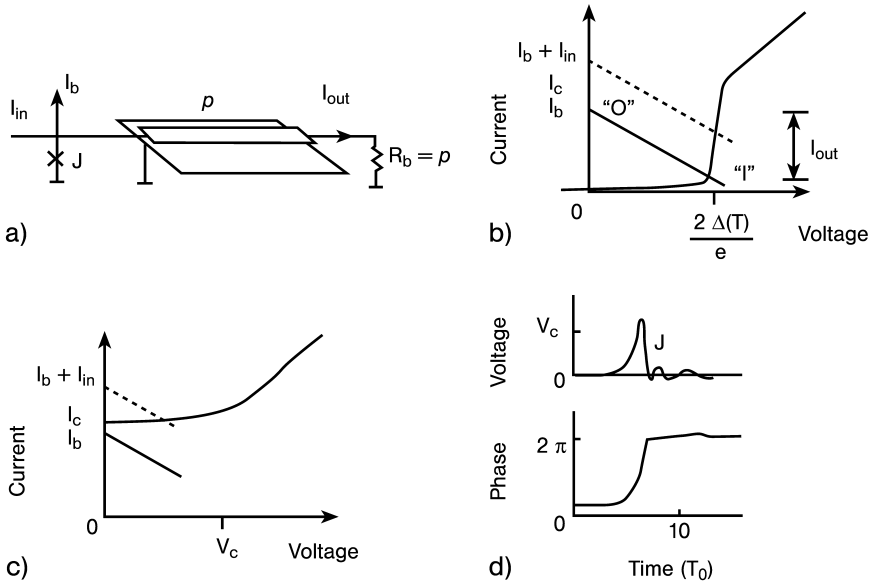 p
I_b
I_in
I_out
J
R_b = p
a)
I_b + I_in
I_c
I_b
"O"
"I"
I_out
Current
0
2 Δ(T)
e
Voltage
b)
I_b + I_in
I_c
I_b
Current
0
V_c
Voltage
c)
Voltage
V_c
J
0
Phase
2 π
0
10
Time (T_0)
d)